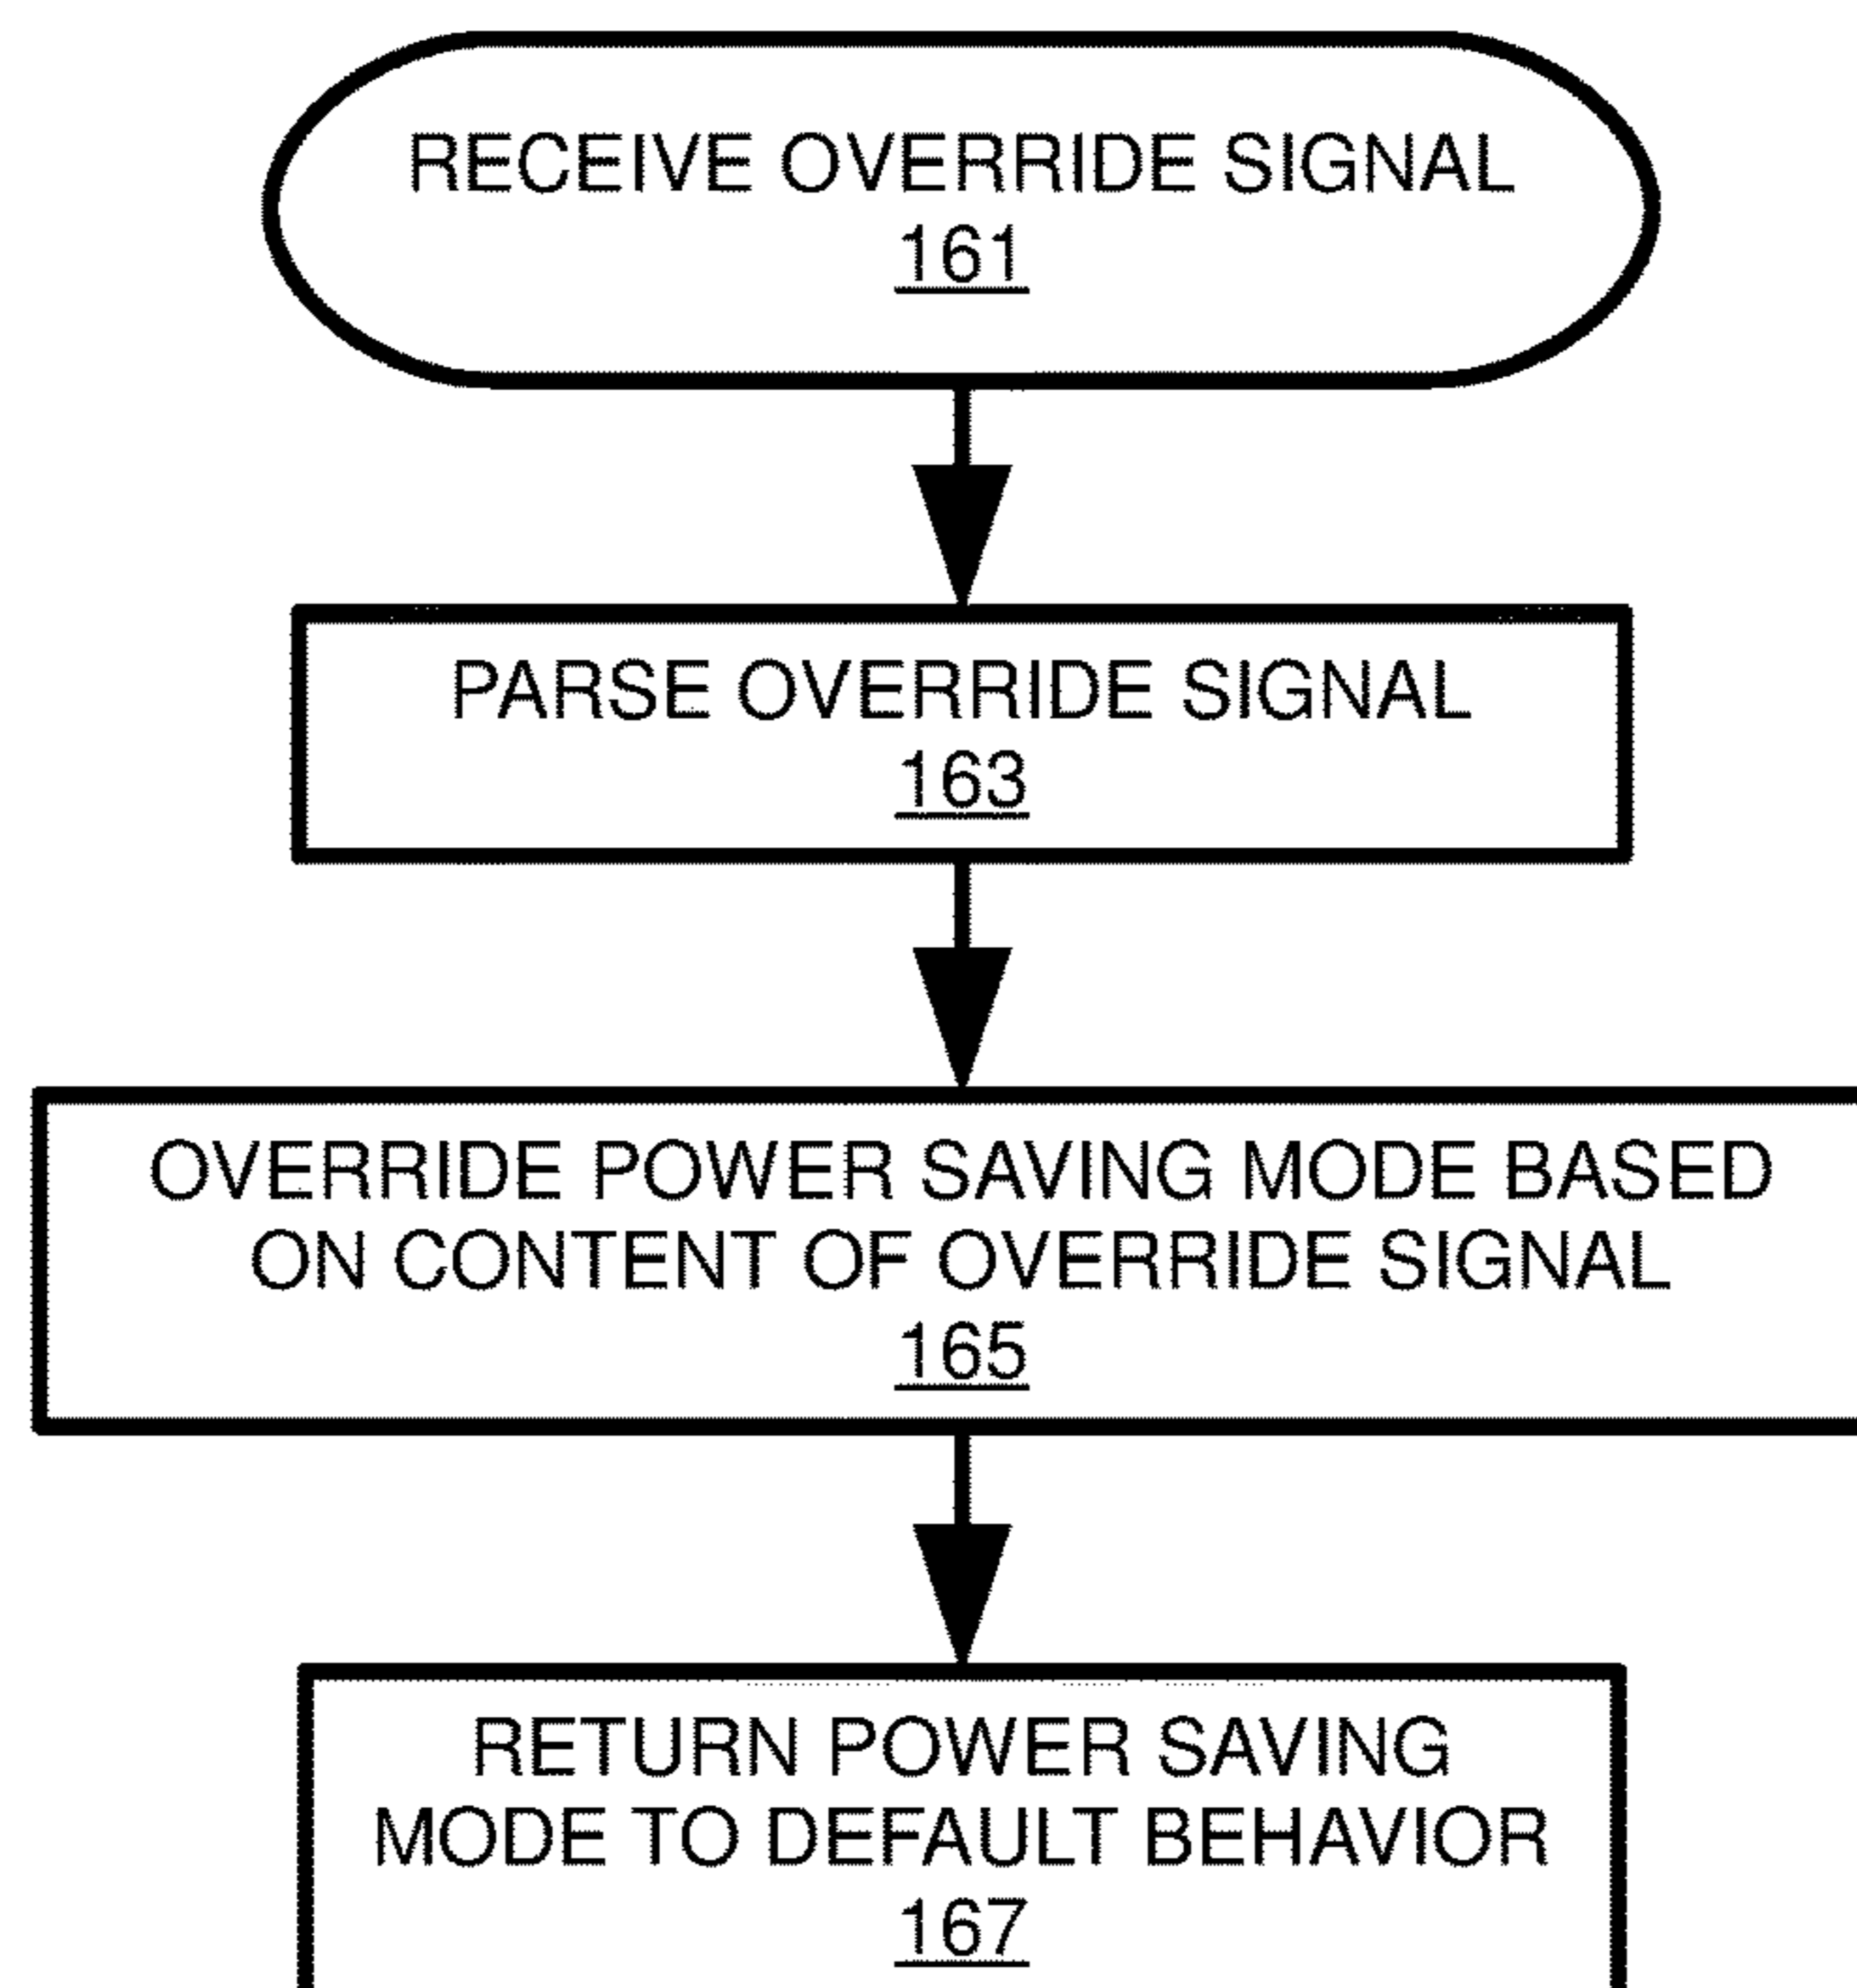 RECEIVE OVERRIDE SIGNAL
161
PARSE OVERRIDE SIGNAL
163
OVERRIDE POWER SAVING MODE BASED
ON CONTENT OF OVERRIDE SIGNAL
165
RETURN POWER SAVING
MODE TO DEFAULT BEHAVIOR
167